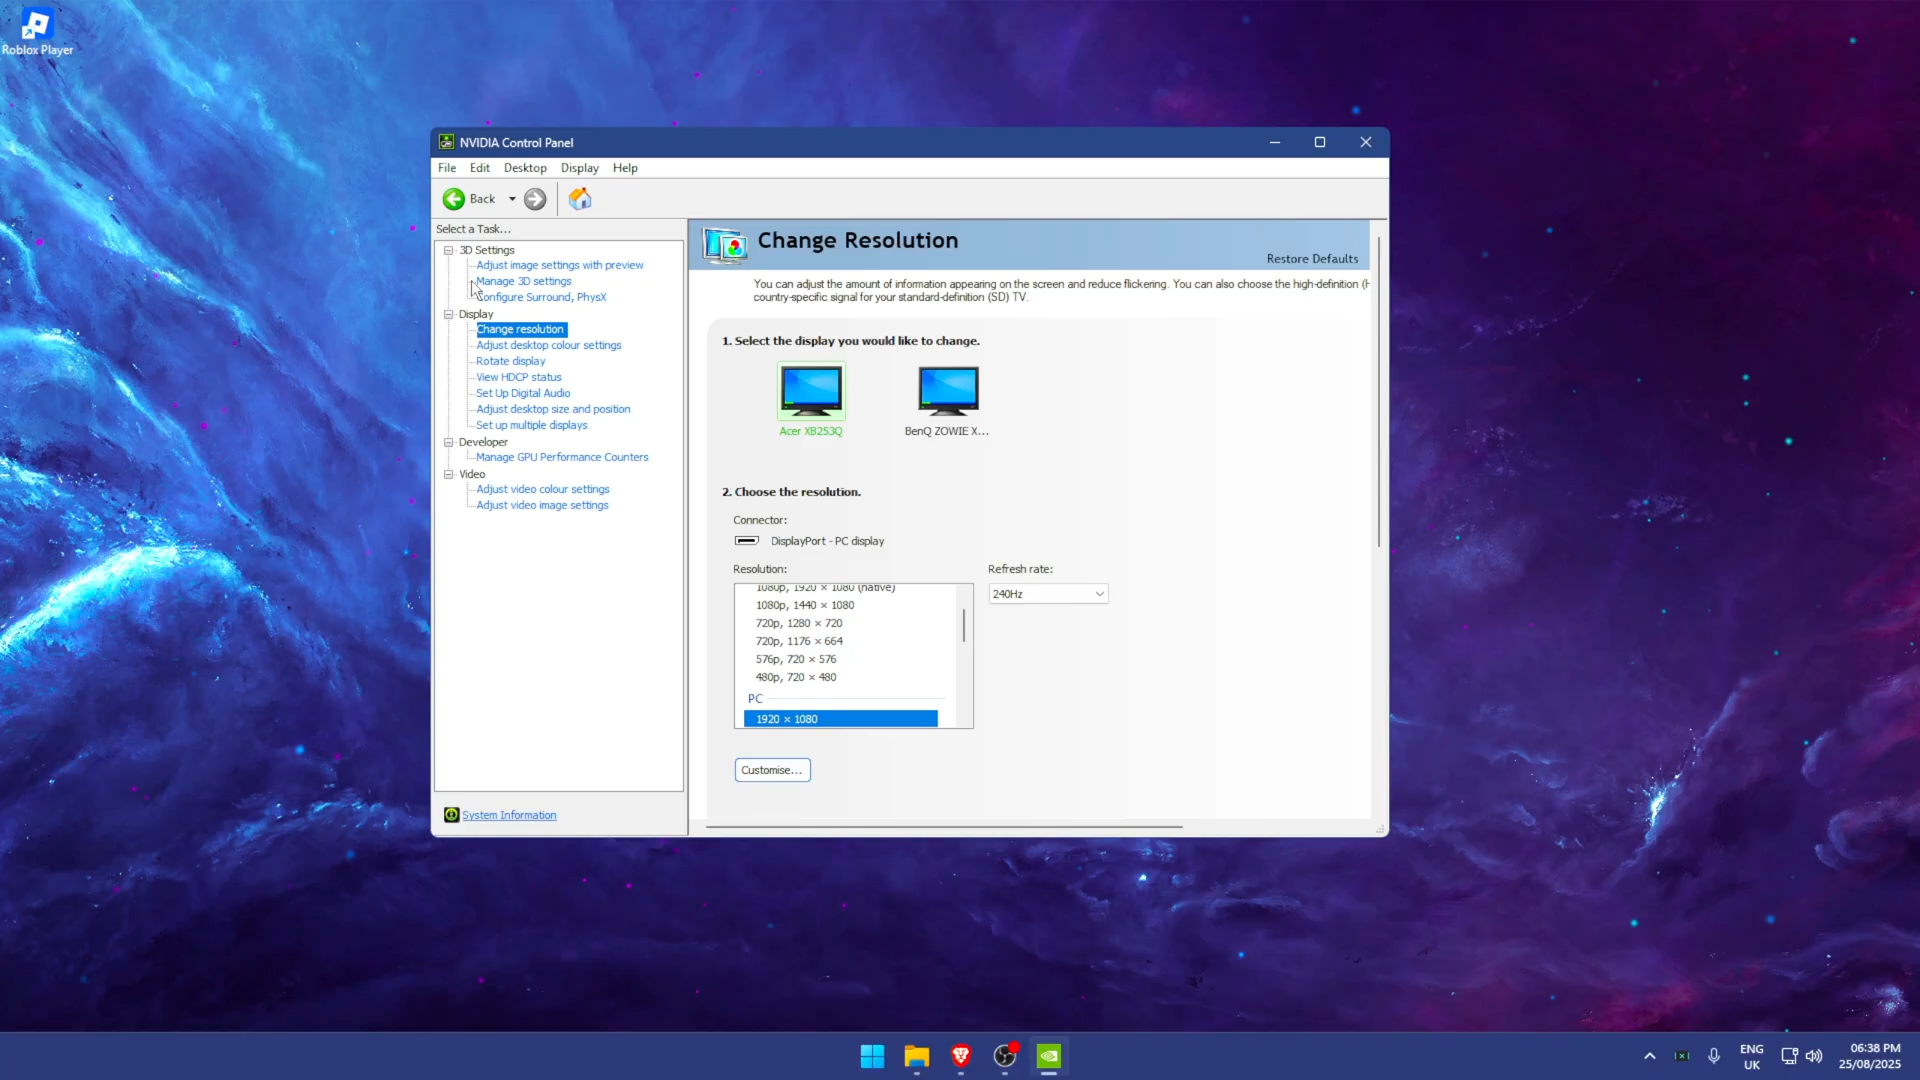 Roblox Player
NVIDIA Control Panel
File Edit Desktop Display Help
Back
Select a Task...
3D Settings
Adjust image settings with preview
Manage 3D settings
Configure Surround, PhysX
Display
Change resolution
Adjust desktop colour settings
Rotate display
View HDCP status
Set Up Digital Audio
Adjust desktop size and position
Set up multiple displays
Developer
Manage GPU Performance Counters
Video
Adjust video colour settings
Adjust video image settings
System Information
Change Resolution
Restore Defaults
You can adjust the amount of information appearing on the screen and reduce flickering. You can also choose the high-definition (H
country-specific signal for your standard-definition (SD) TV.
1. Select the display you would like to change.
Acer XB253Q
BenQ ZOWIE X...
2. Choose the resolution.
Connector:
DisplayPort - PC display
Resolution:
Refresh rate:
1080p, 1920 × 1080 (native)
240Hz
1080p, 1440 × 1080
720p, 1280 × 720
720p, 1176 × 664
576p, 720 × 576
480p, 720 × 480
PC
1920 × 1080
Customise...
ENG
UK
06:38 PM
25/08/2025